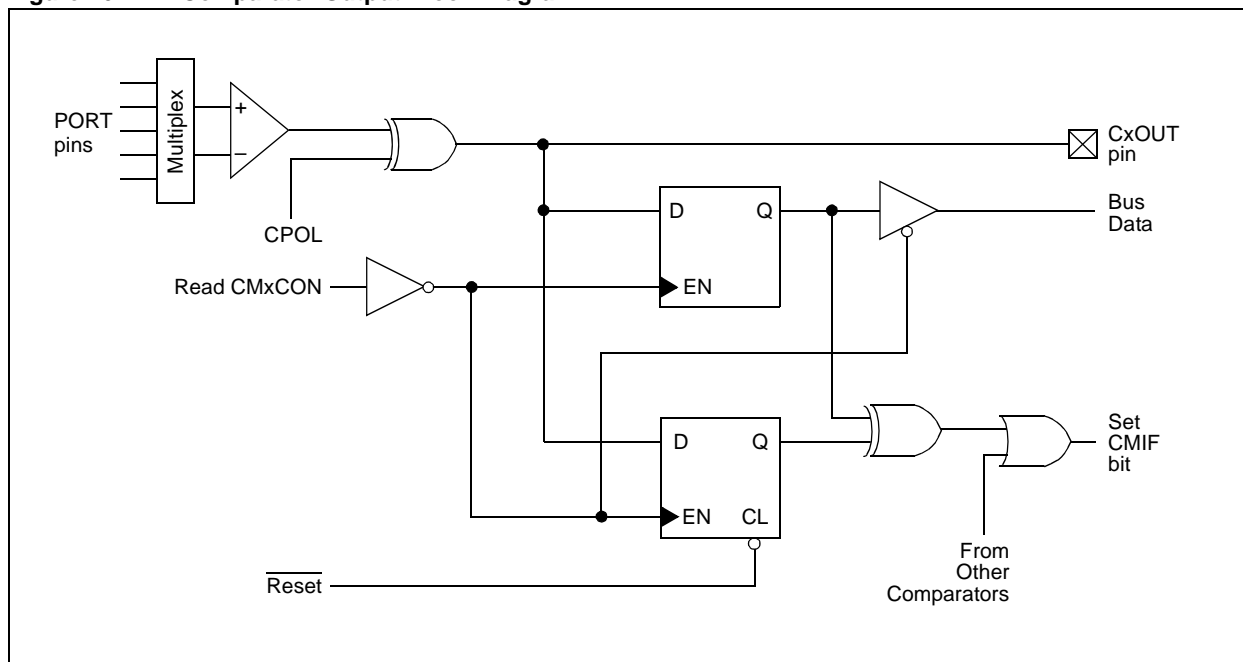 PORT
pins
Multiplex
+
−
CPOL
CxOUT
pin
D
Q
EN
Bus
Data
Read CMxCON
D
Q
EN
CL
Set
CMIF
bit
From
Other
Comparators
Reset